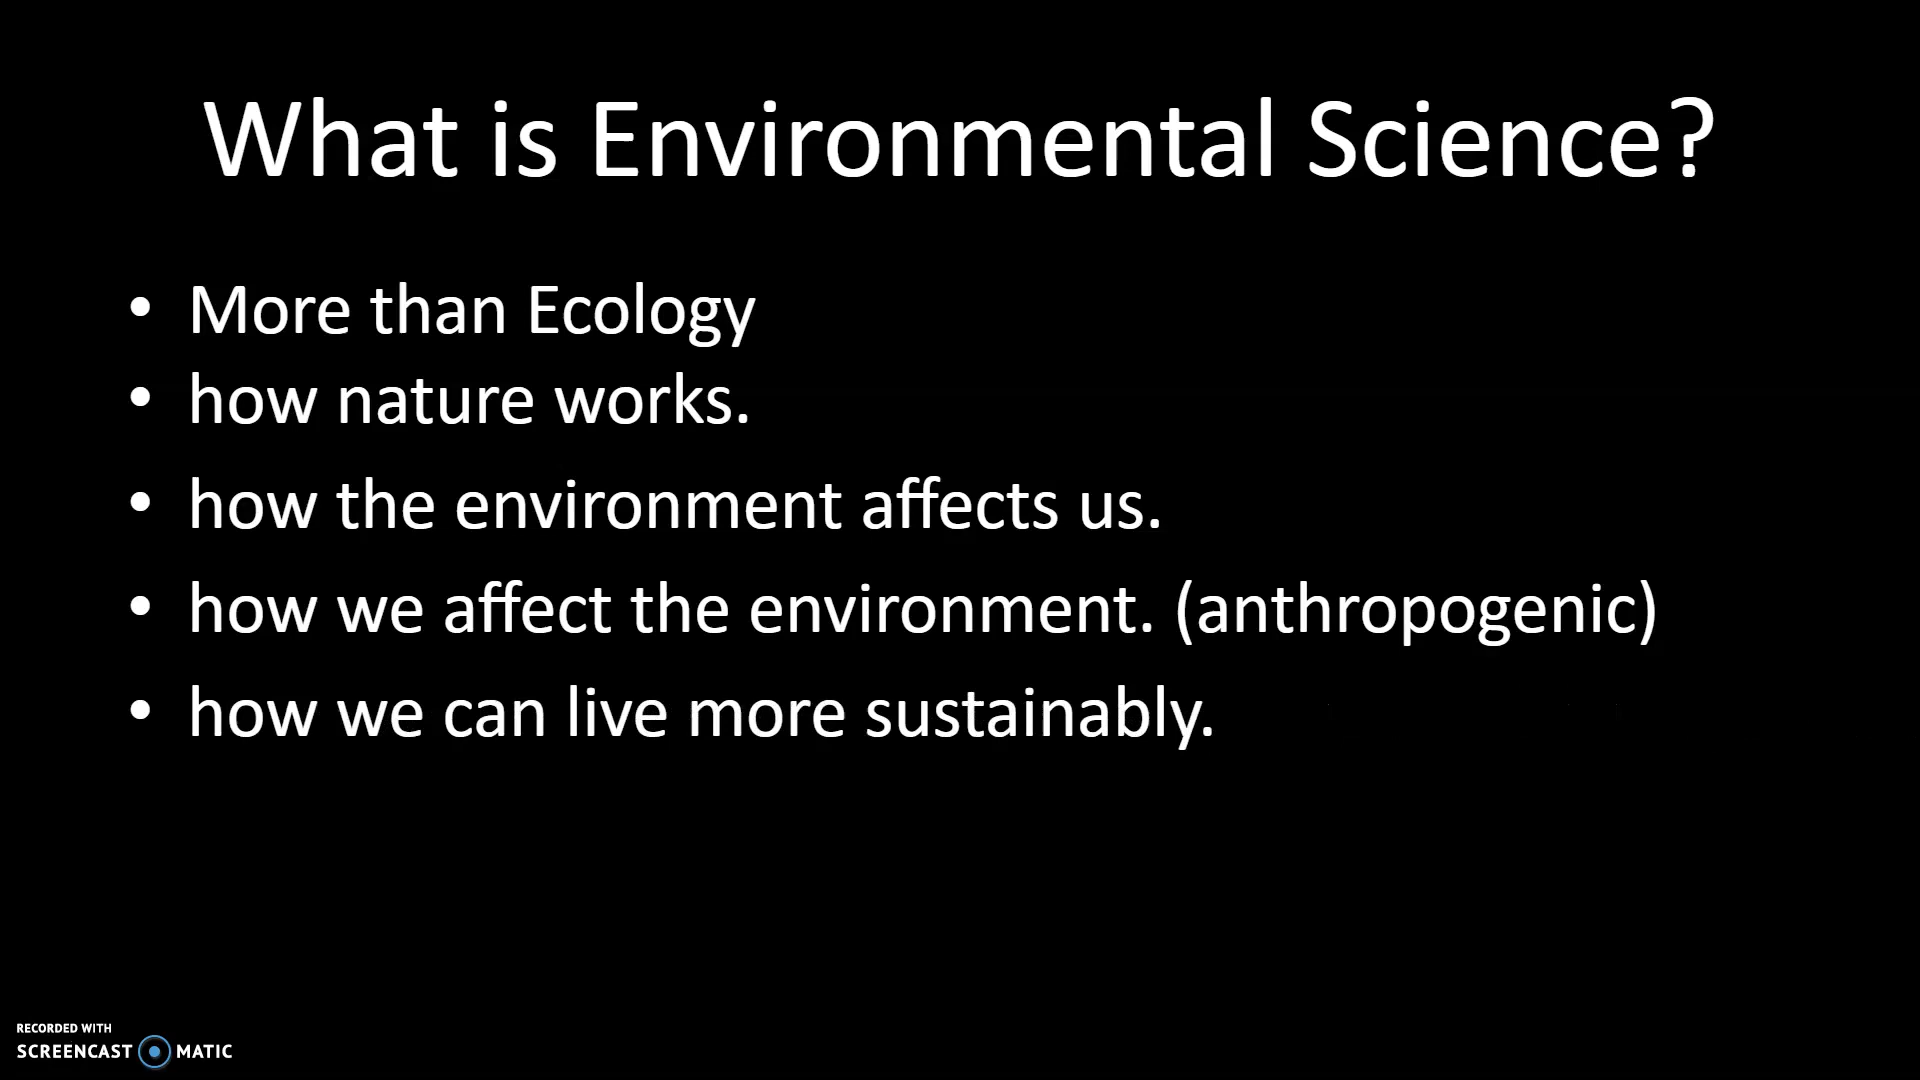 What is Environmental Science?
• More than Ecology
• how nature works.
• how the environment affects us.
• how we affect the environment. (anthropogenic)
• how we can live more sustainably.
RECORDED WITH
SCREENCAST MATIC